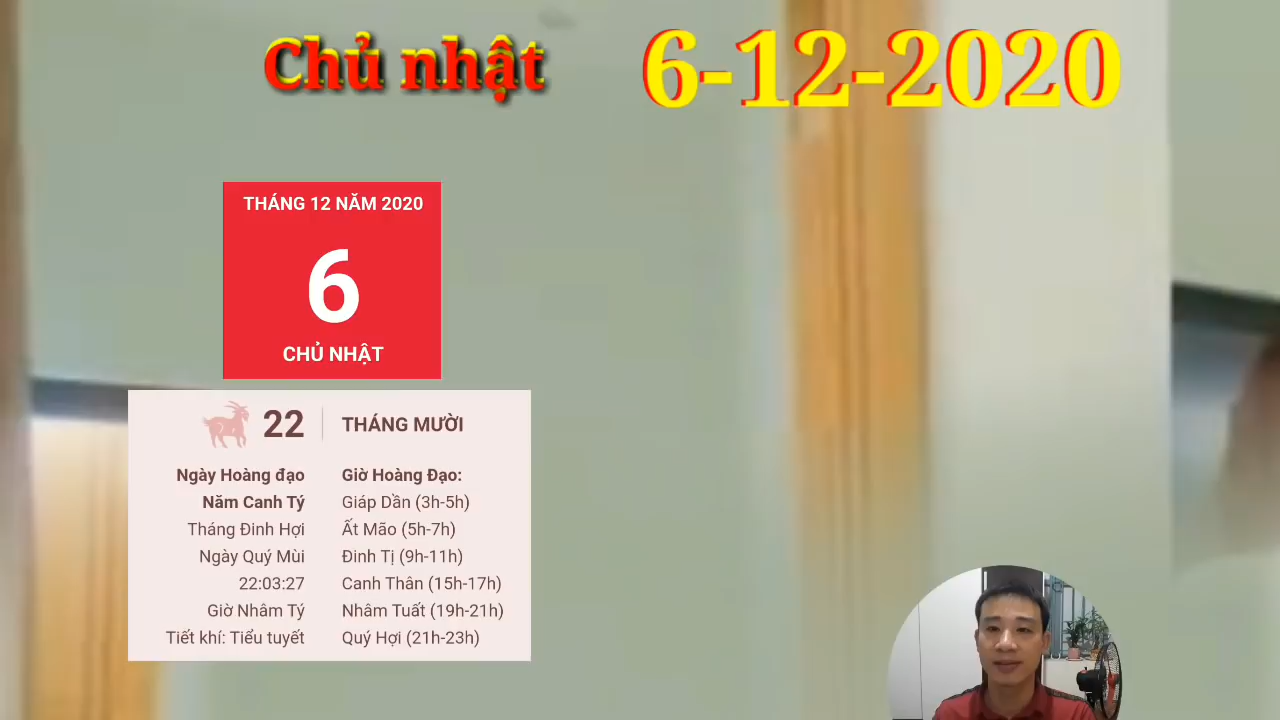 Chủ nhật 6-12-2020
THÁNG 12 NĂM 2020
6
CHỦ NHẬT
22 THÁNG MƯỜI
Ngày Hoàng đạo
Năm Canh Tý
Tháng Đinh Hợi
Ngày Quý Mùi
22:03:27
Giờ Nhâm Tý
Tiết khí: Tiểu tuyết
Giờ Hoàng Đạo:
Giáp Dần (3h-5h)
Ất Mão (5h-7h)
Đinh Tị (9h-11h)
Canh Thân (15h-17h)
Nhâm Tuất (19h-21h)
Quý Hợi (21h-23h)